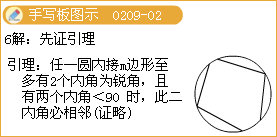 手写板图示 0209-02
6解：先证引理
引理：任一圆内接m边形至
多有2个内角为锐角，且
有两个内角＜90 时，此二
内角必相邻(证略)